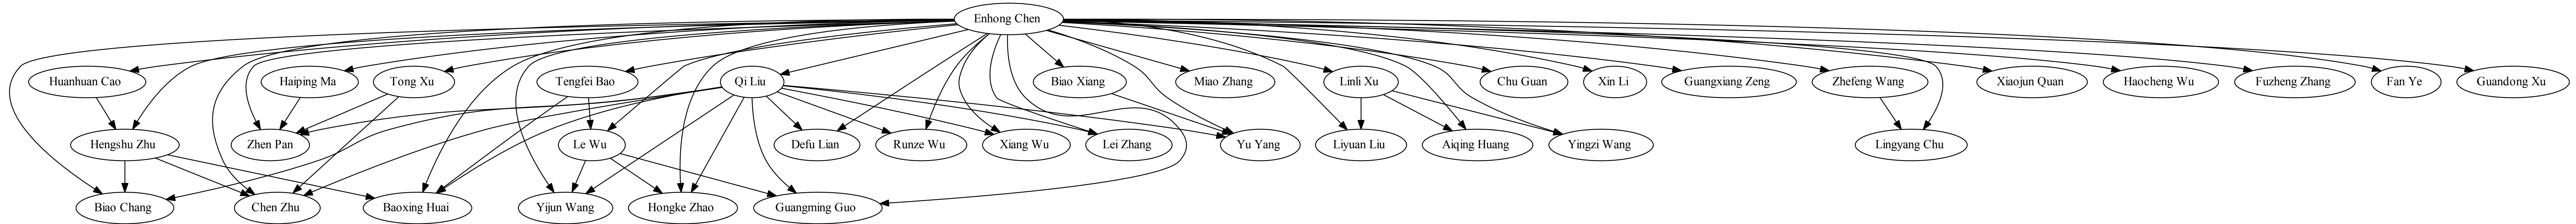 Enhong Chen
Huanhuan Cao
Haiping Ma
Tong Xu
Tengfei Bao
Qi Liu
Biao Xiang
Miao Zhang
Linli Xu
Chu Guan
Xin Li
Guangxiang Zeng
Zhefeng Wang
Xiaojun Quan
Haocheng Wu
Fuzheng Zhang
Fan Ye
Guandong Xu
Hengshu Zhu
Zhen Pan
Le Wu
Defu Lian
Runze Wu
Xiang Wu
Lei Zhang
Yu Yang
Liyuan Liu
Aiqing Huang
Yingzi Wang
Lingyang Chu
Biao Chang
Chen Zhu
Baoxing Huai
Yijun Wang
Hongke Zhao
Guangming Guo